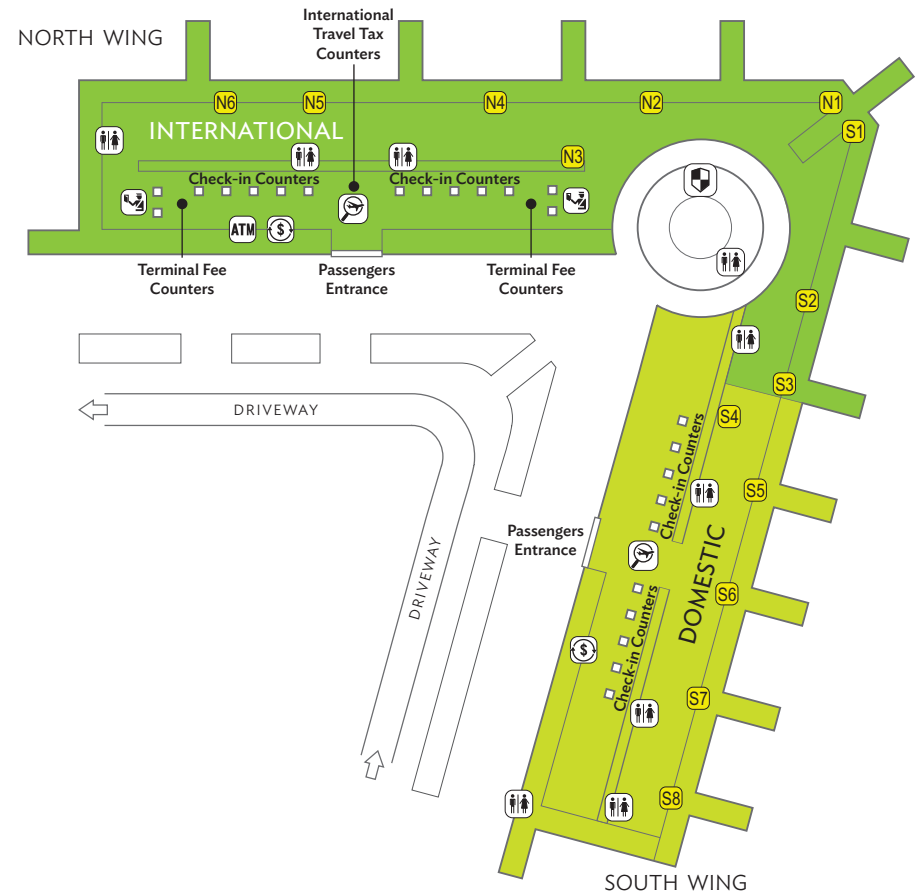 International
Travel Tax
Counters
NORTH WING
N6
N5
N4
N2
N1
S1
INTERNATIONAL
N3
Check-in Counters
Check-in Counters
ATM
$
Terminal Fee
Counters
Passengers
Entrance
Terminal Fee
Counters
S2
S3
DRIVEWAY
S4
Check-in Counters
S5
Passengers
Entrance
DOMESTIC
DRIVEWAY
S6
Check-in Counters
$
S7
S8
SOUTH WING